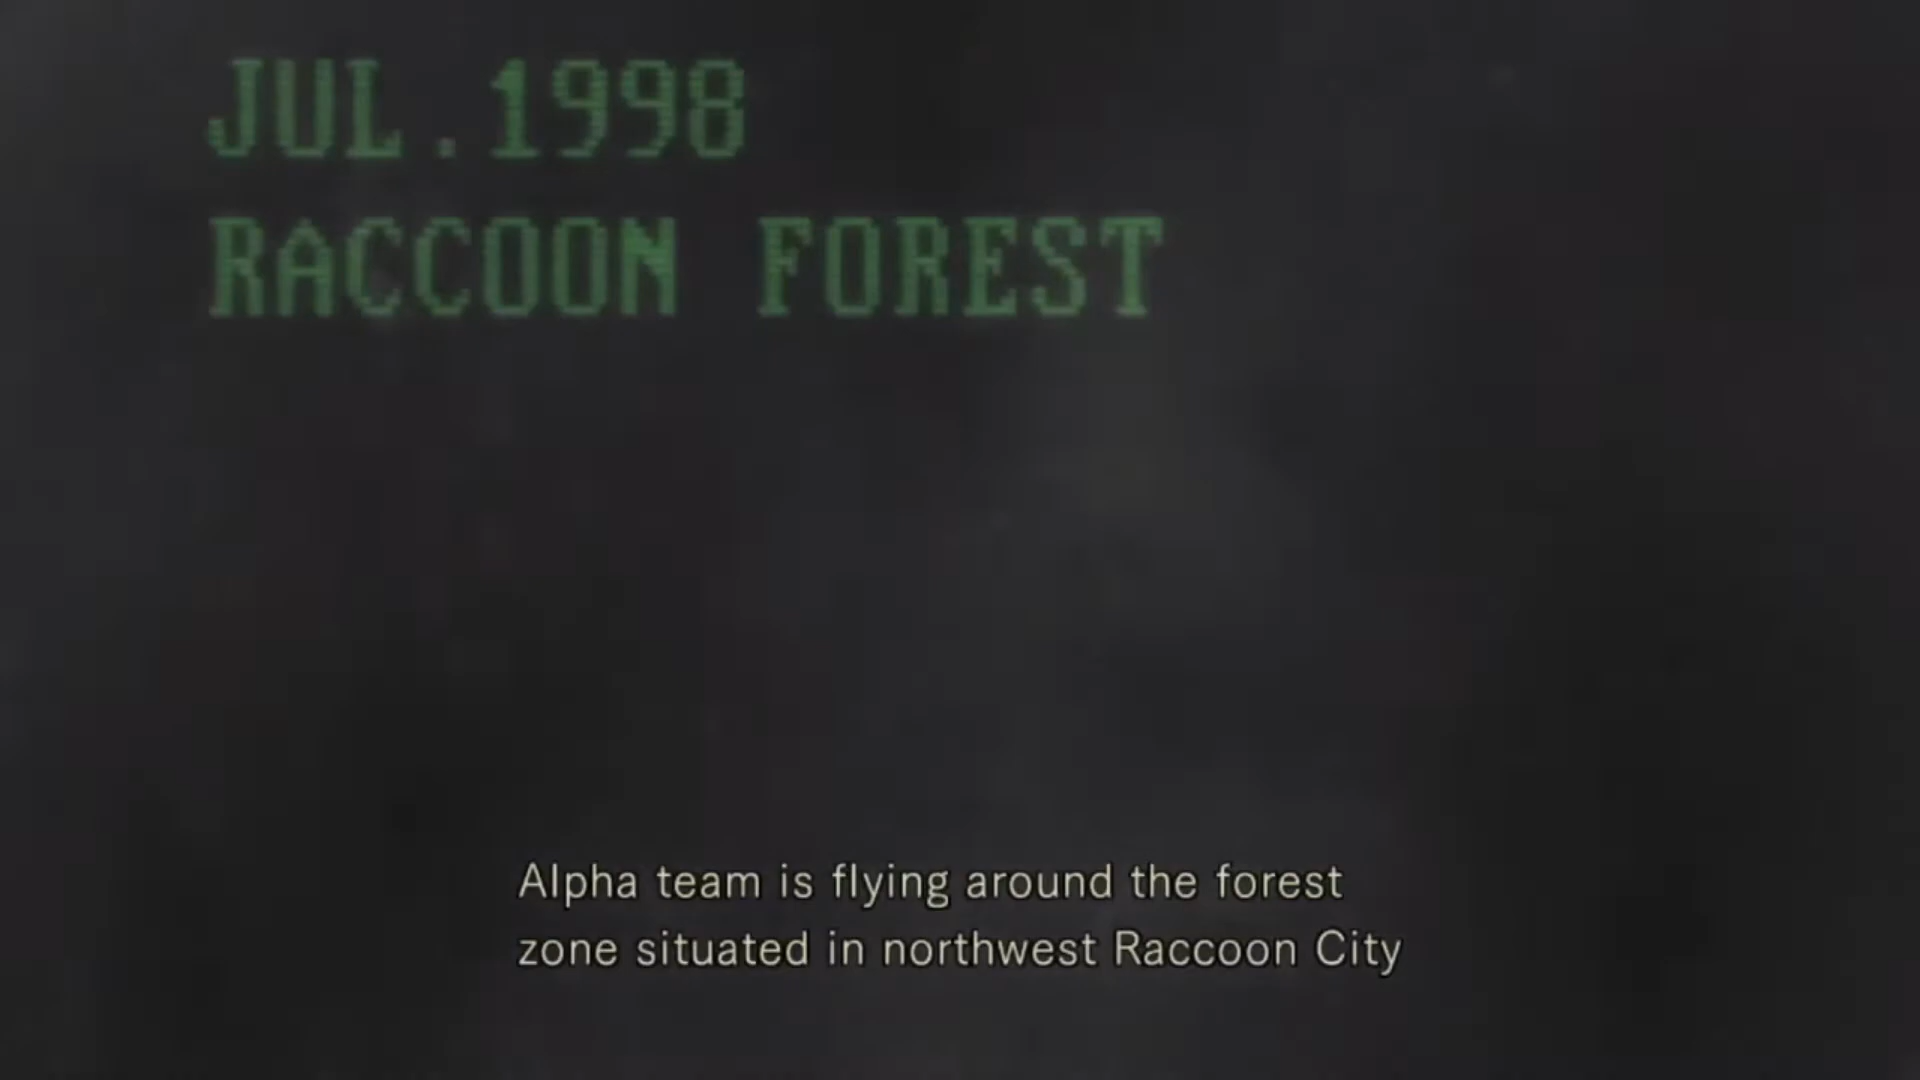 JUL.1998
RACCOON FOREST
Alpha team is flying around the forest
zone situated in northwest Raccoon City